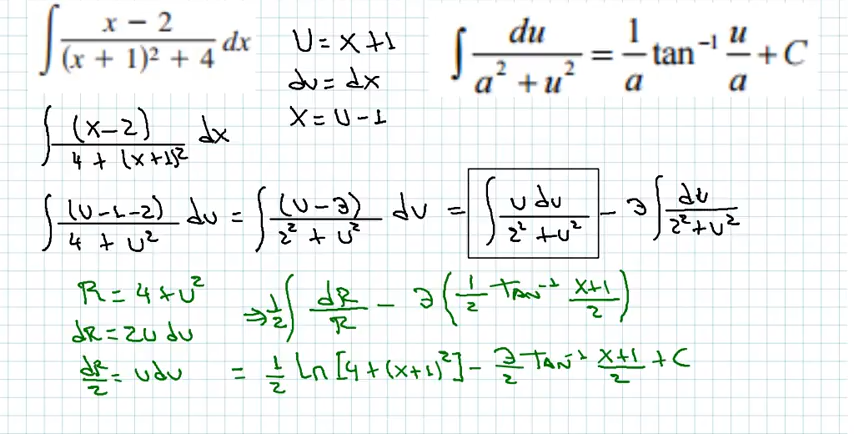 ∫ (x − 2)/((x + 1)² + 4) dx
U = X + 1
∫ du/(a² + u²) = (1/a) tan⁻¹ (u/a) + C
du = dx
X = U − 1
∫ (X − 2)/(4 + (X+1)²) dx
∫ (U − 1 − 2)/(4 + U²) du = ∫ (U − 3)/(2² + U²) du = ∫ U du/(2² + U²) − 3 ∫ du/(2² + U²)
R = 4 + U²
⇒ ½ ∫ dR/R − 3 (½ TAN⁻¹ (X+1)/2)
dR = 2U du
dR/2 = U du
= ½ Ln [4 + (X+1)²] − 3/2 TAN⁻¹ (X+1)/2 + C